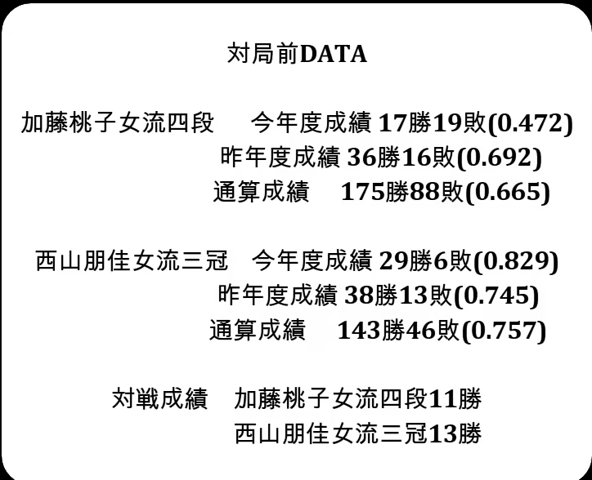 対局前DATA
加藤桃子女流四段 今年度成績 17勝19敗(0.472)
昨年度成績 36勝16敗(0.692)
通算成績 175勝88敗(0.665)
西山朋佳女流三冠 今年度成績 29勝6敗(0.829)
昨年度成績 38勝13敗(0.745)
通算成績 143勝46敗(0.757)
対戦成績 加藤桃子女流四段11勝
西山朋佳女流三冠13勝